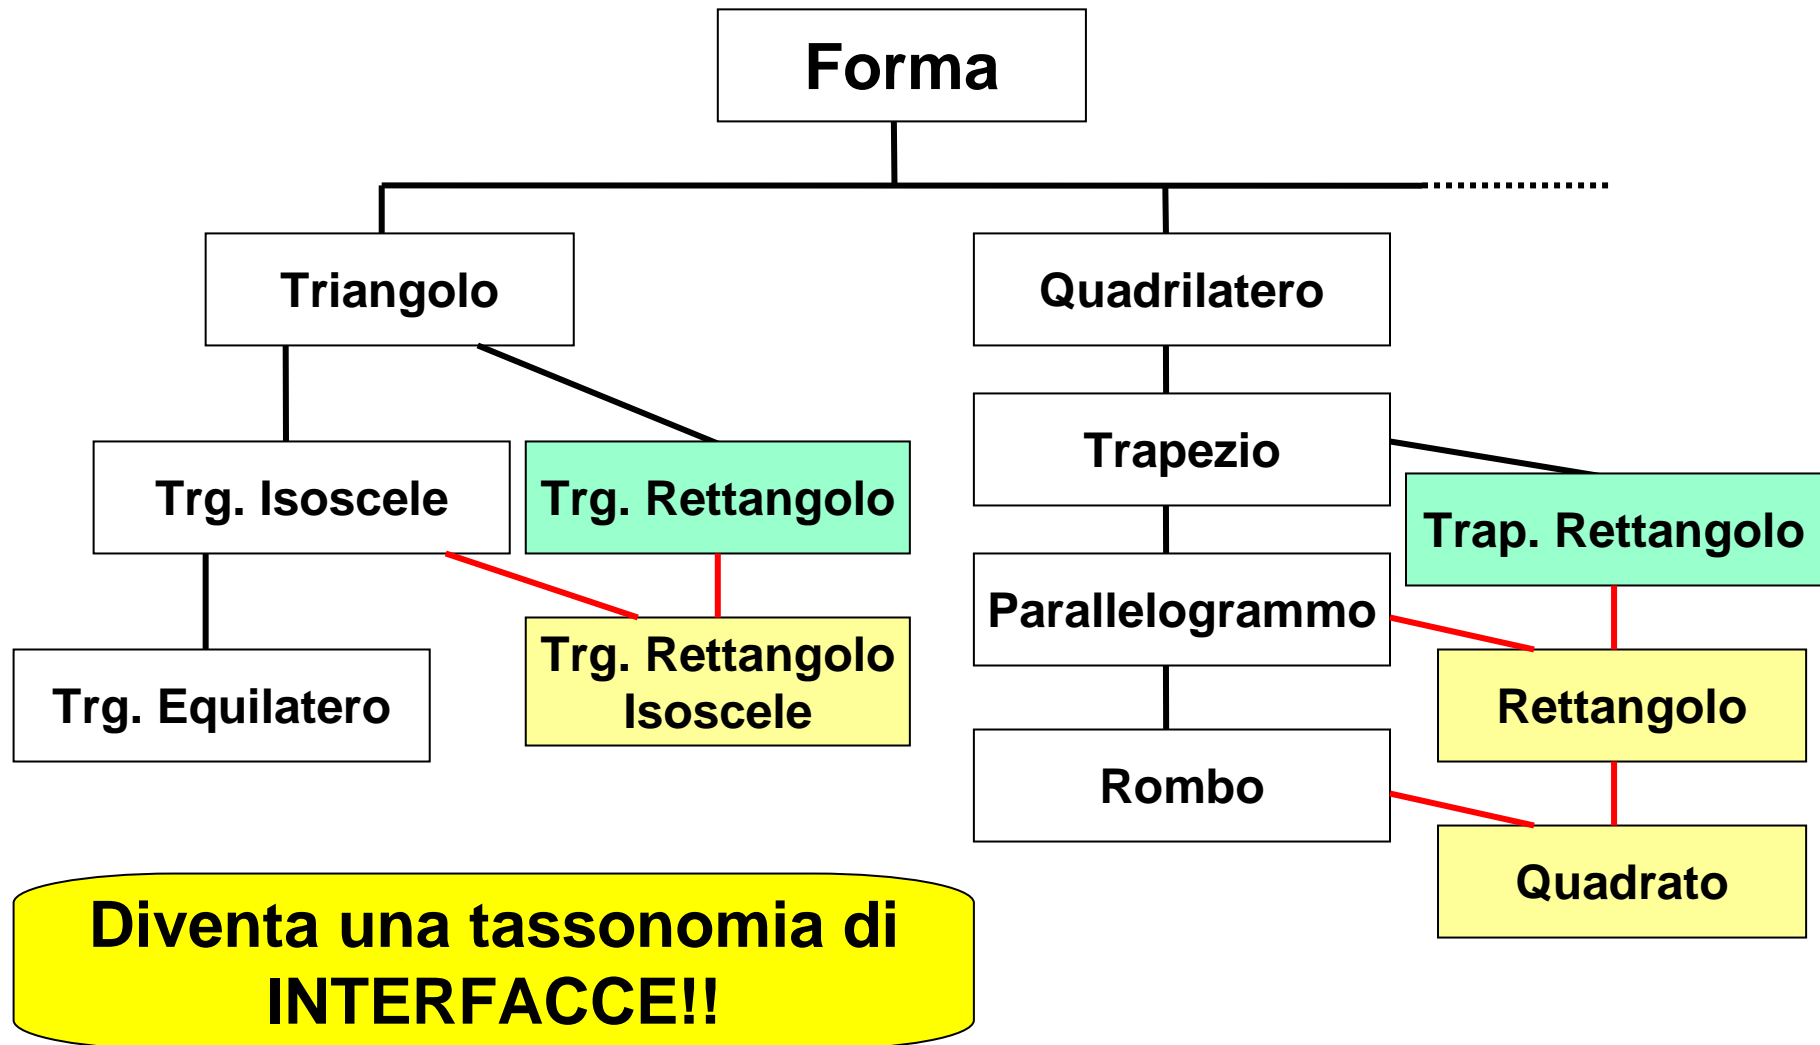 Forma
Triangolo
Quadrilatero
Trapezio
Trg. Isoscele
Trg. Rettangolo
Trap. Rettangolo
Parallelogrammo
Trg. Rettangolo
Isoscele
Trg. Equilatero
Rettangolo
Rombo
Quadrato
Diventa una tassonomia di
INTERFACCE!!